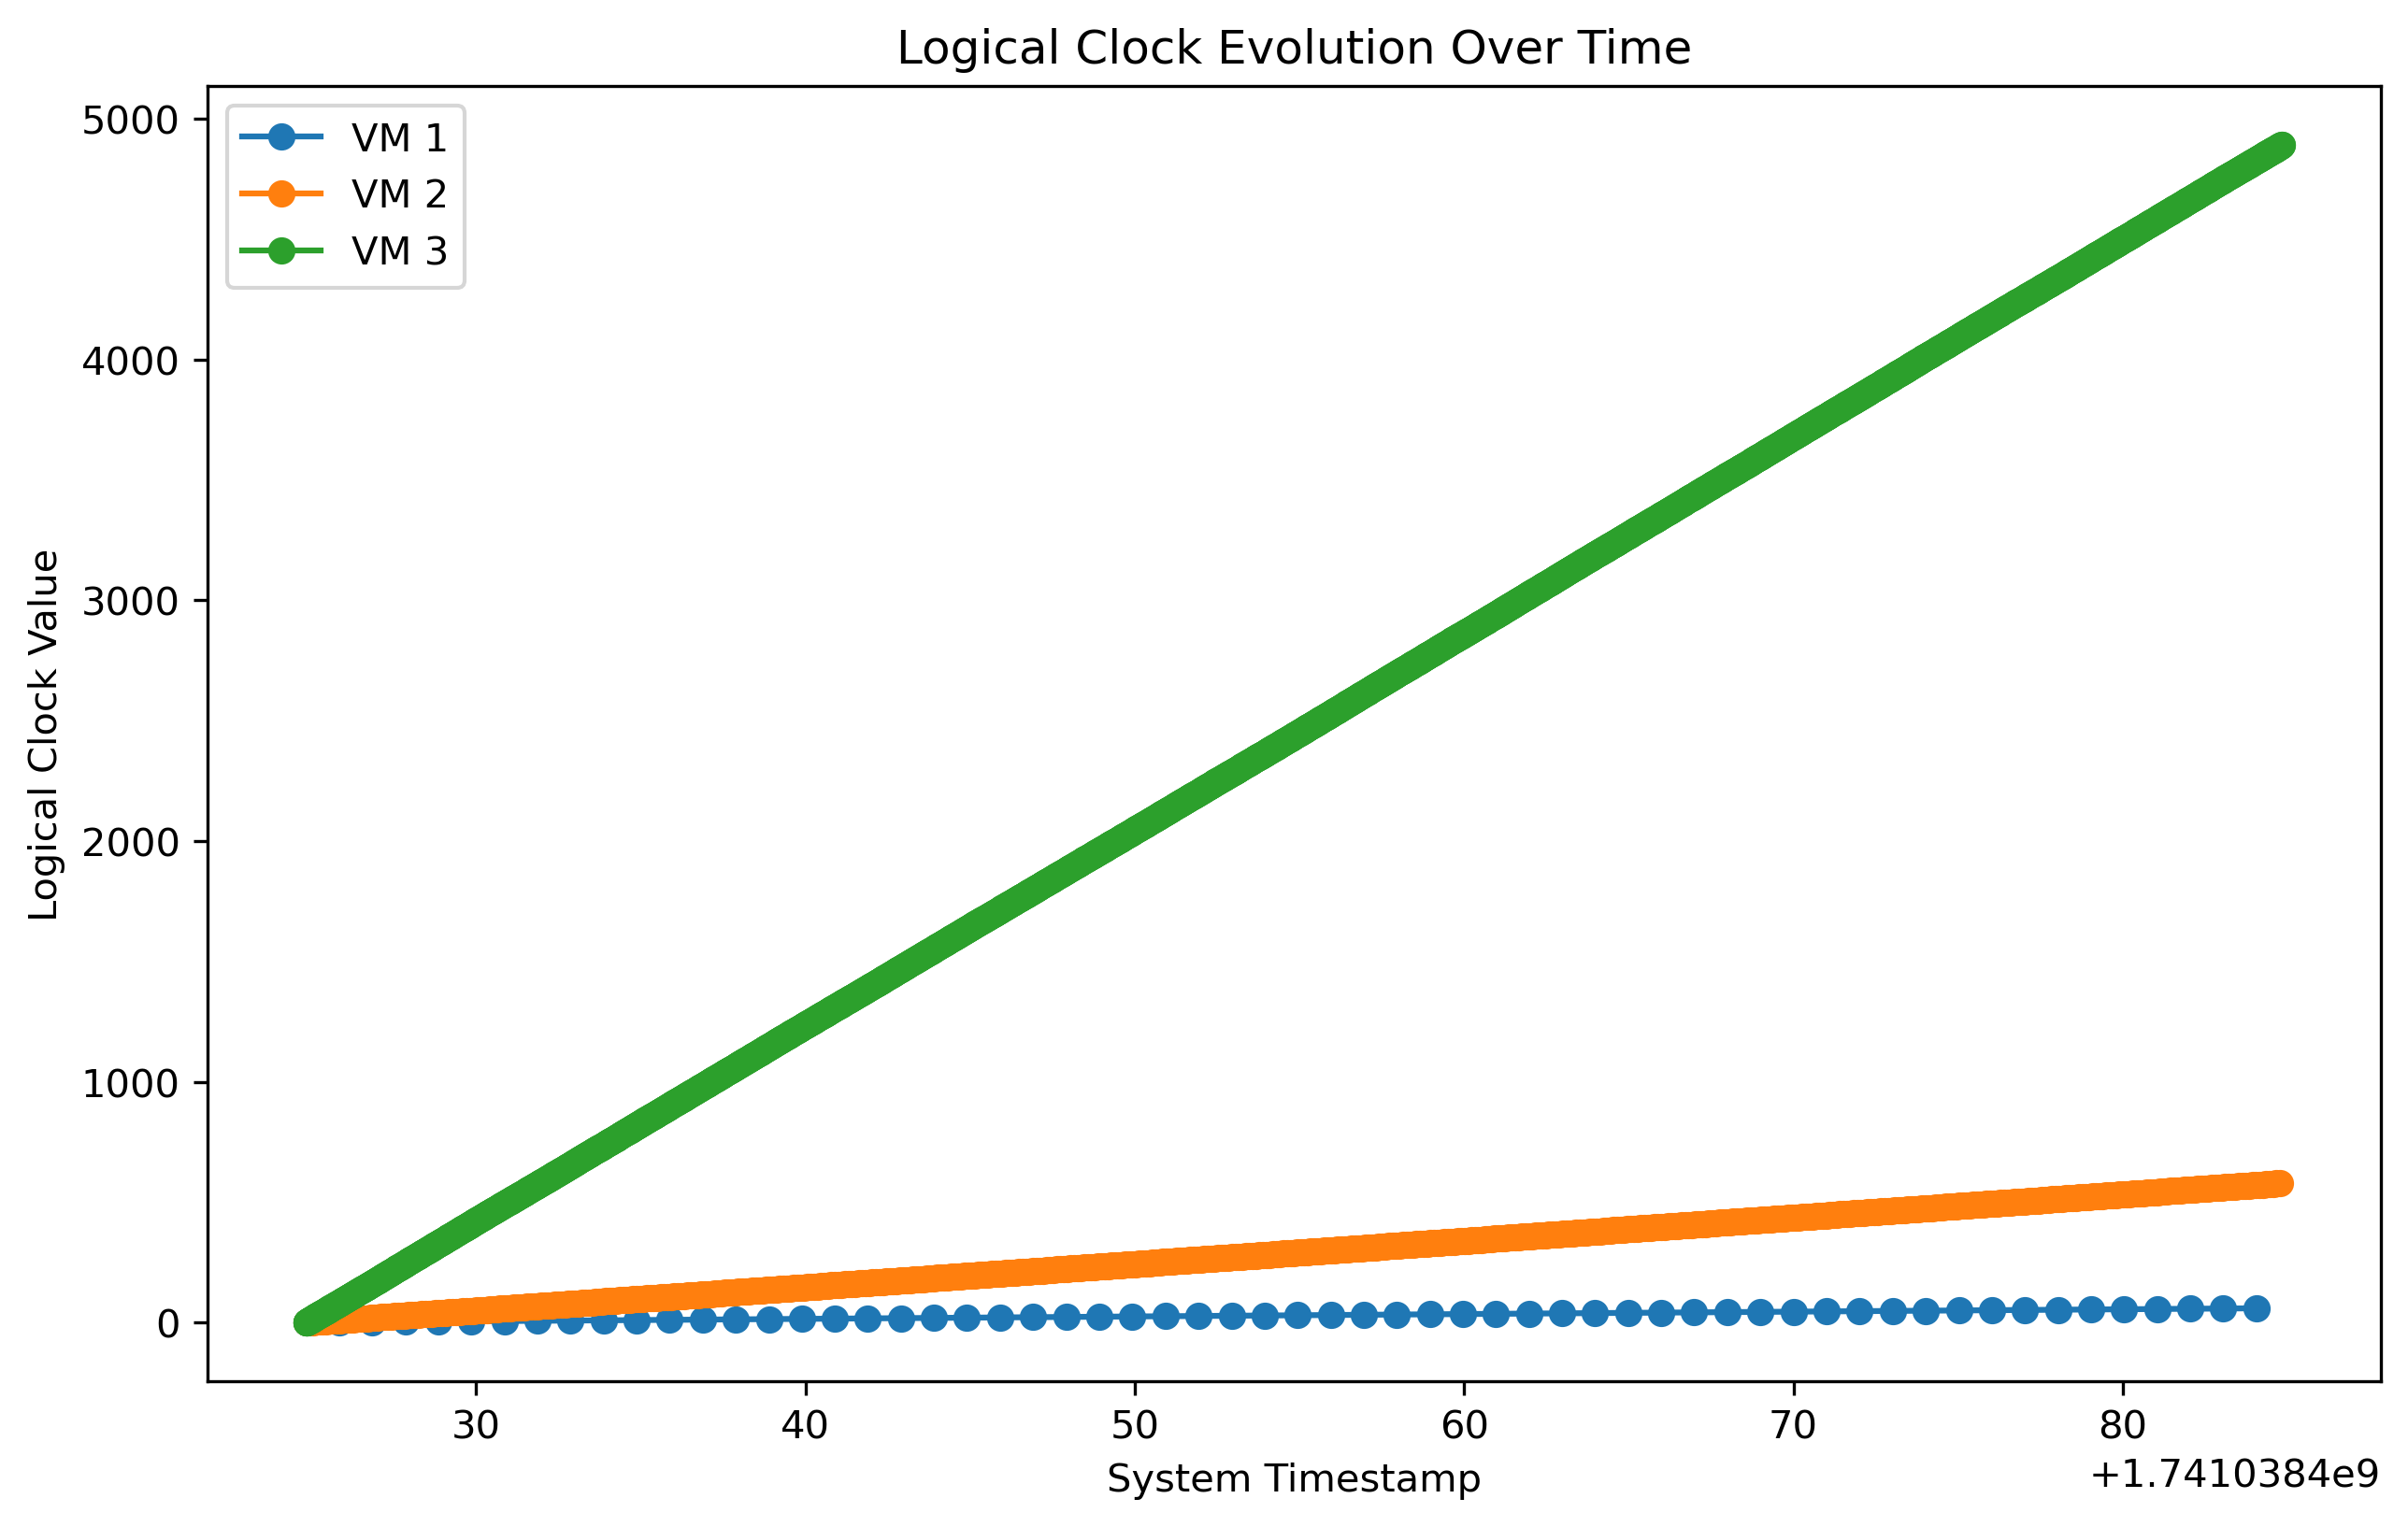 Logical Clock Evolution Over Time
VM 1
VM 2
VM 3
Logical Clock Value
5000
4000
3000
2000
1000
0
30 40 50 60 70 80
System Timestamp
+1.7410384e9